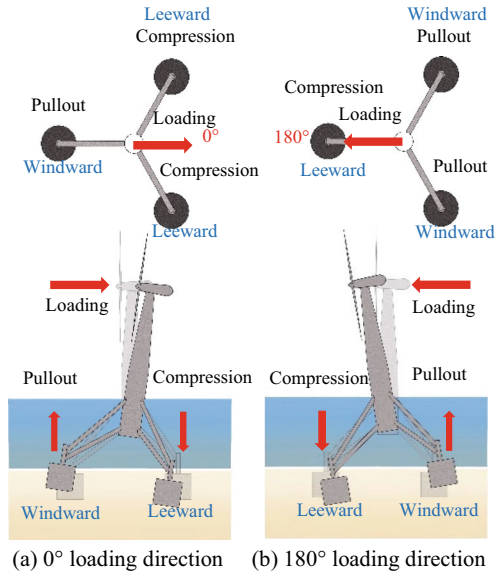 Leeward
Compression
Pullout
Loading
0°
Windward
Compression
Leeward
Windward
Pullout
Compression
Loading
180°
Leeward
Pullout
Windward
Loading
Pullout
Compression
Windward
Leeward
Loading
Compression
Pullout
Leeward
Windward
(a) 0° loading direction
(b) 180° loading direction